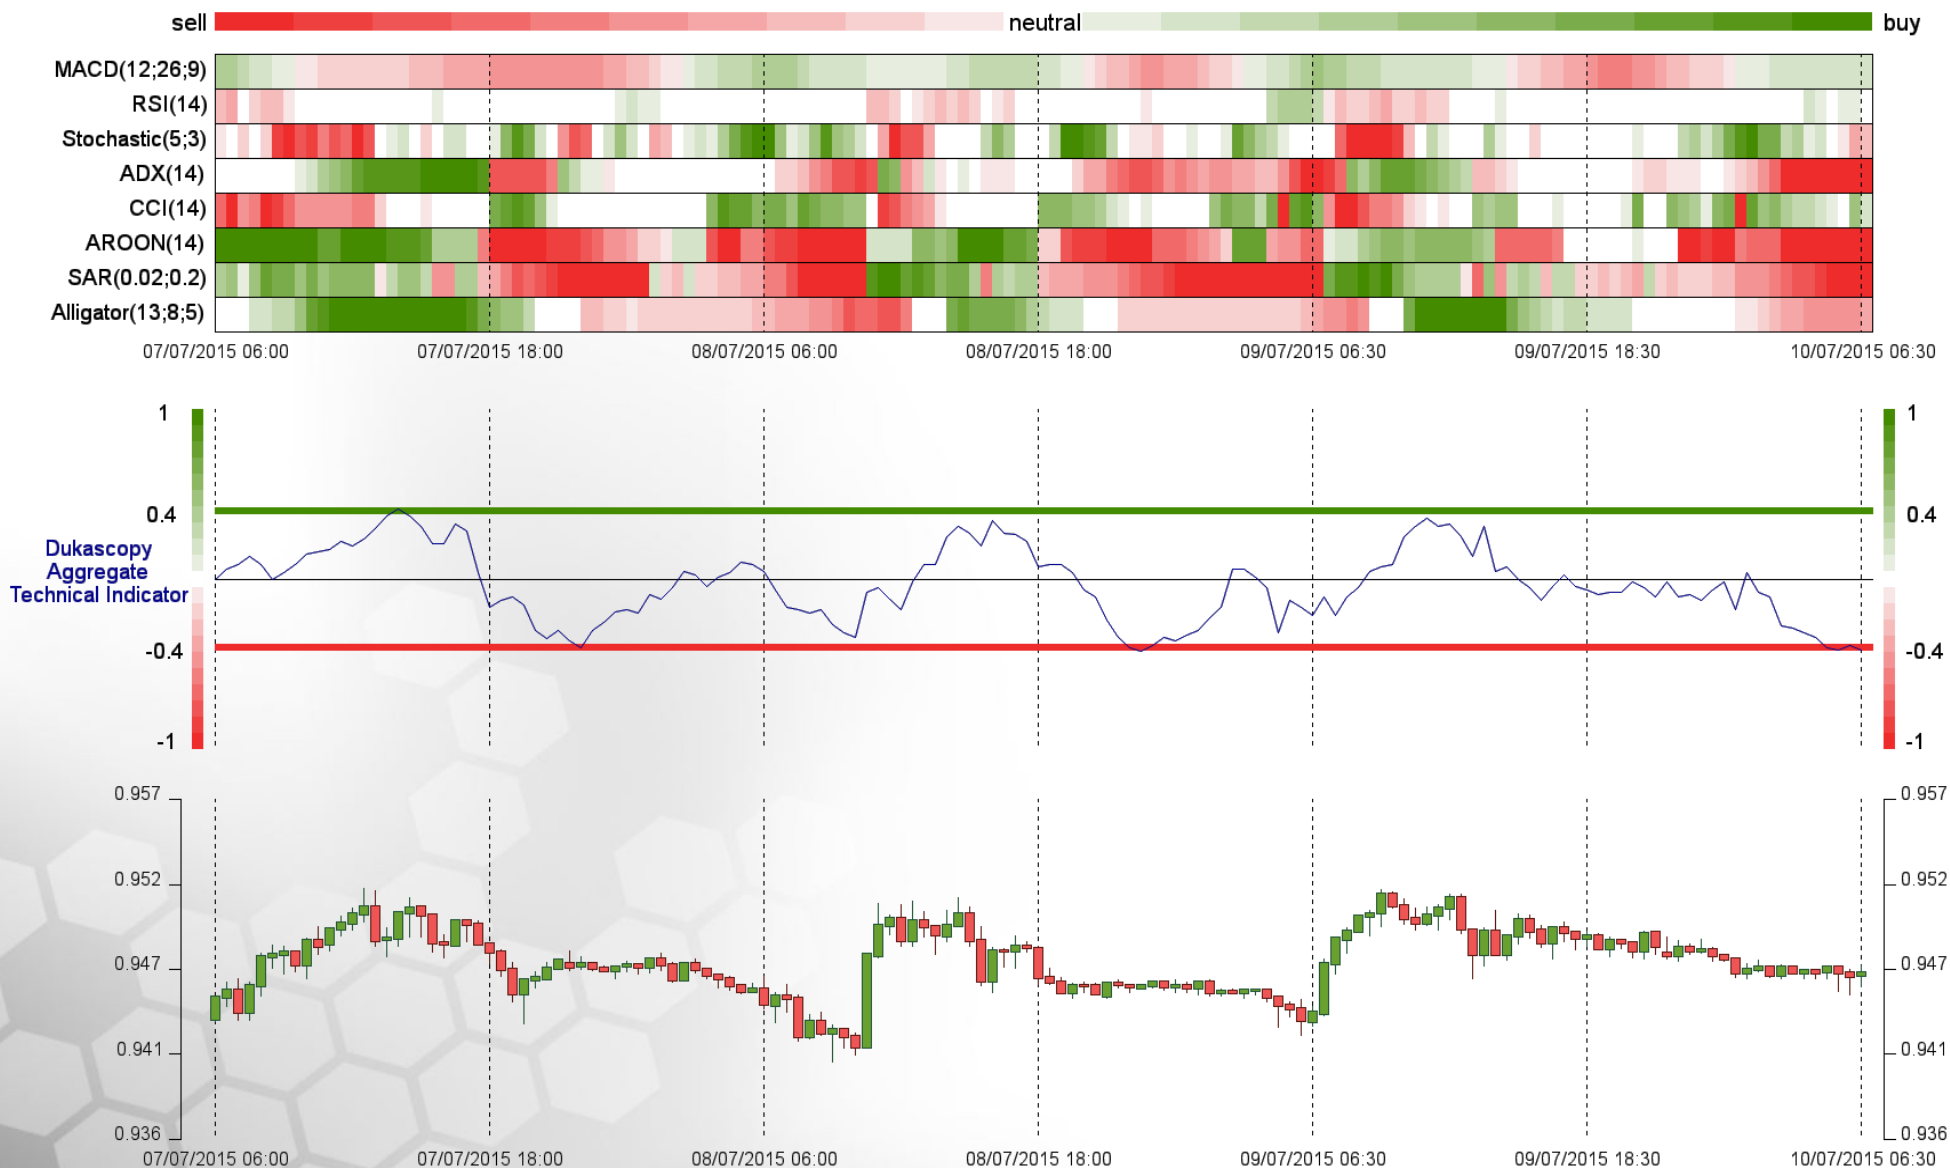 sell neutral buy
MACD(12;26;9)
RSI(14)
Stochastic(5;3)
ADX(14)
CCI(14)
AROON(14)
SAR(0.02;0.2)
Alligator(13;8;5)
07/07/2015 06:00 07/07/2015 18:00 08/07/2015 06:00 08/07/2015 18:00 09/07/2015 06:30 09/07/2015 18:30 10/07/2015 06:30
1 1
0.4 0.4
Dukascopy
Aggregate
Technical Indicator
-0.4 -0.4
-1 -1
0.957 0.957
0.952 0.952
0.947 0.947
0.941 0.941
0.936 0.936
07/07/2015 06:00 07/07/2015 18:00 08/07/2015 06:00 08/07/2015 18:00 09/07/2015 06:30 09/07/2015 18:30 10/07/2015 06:30